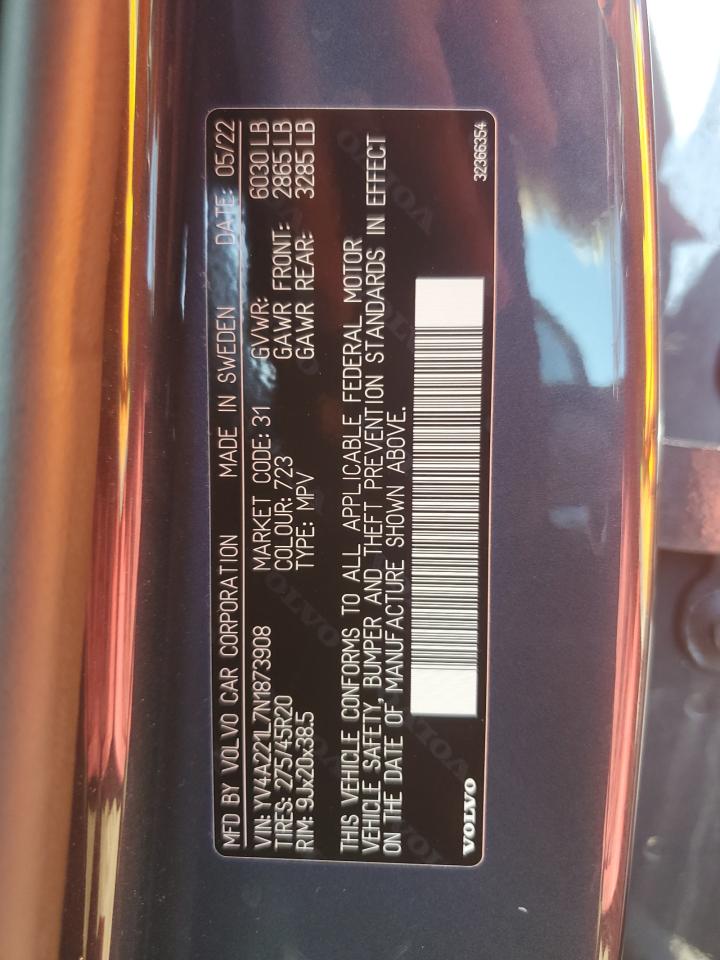 MFD BY VOLVO CAR CORPORATION MADE IN SWEDEN DATE: 05/22
VIN: YV4A221L7N1873908 MARKET CODE: 31 GVWR: 6030 LB
TIRES: 275/45R20 COLOUR: 723 GAWR FRONT: 2865 LB
RIM: 9Jx20x38.5 TYPE: MPV GAWR REAR: 3285 LB
THIS VEHICLE CONFORMS TO ALL APPLICABLE FEDERAL MOTOR
VEHICLE SAFETY, BUMPER AND THEFT PREVENTION STANDARDS IN EFFECT
ON THE DATE OF MANUFACTURE SHOWN ABOVE.
VOLVO 32366354